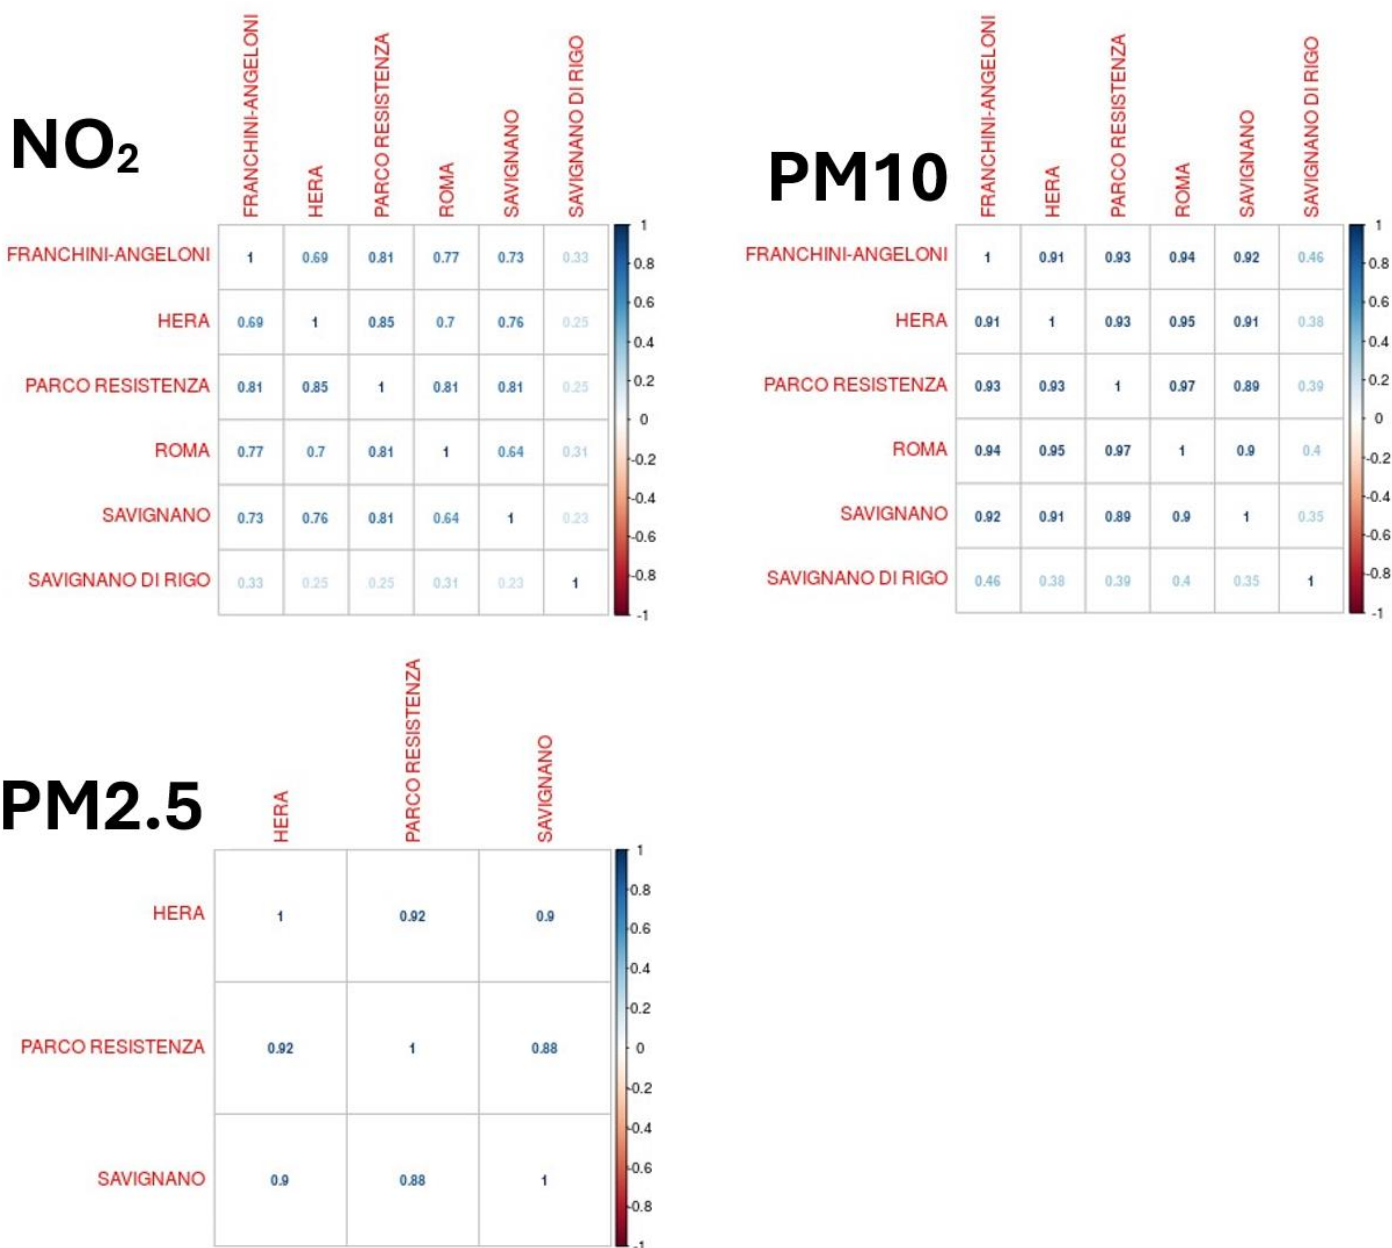 NO₂
FRANCHINI-ANGELONI
HERA
PARCO RESISTENZA
ROMA
SAVIGNANO
SAVIGNANO DI RIGO
FRANCHINI-ANGELONI 1 0.69 0.81 0.77 0.73 0.33
HERA 0.69 1 0.85 0.7 0.76 0.25
PARCO RESISTENZA 0.81 0.85 1 0.81 0.81 0.25
ROMA 0.77 0.7 0.81 1 0.64 0.31
SAVIGNANO 0.73 0.76 0.81 0.64 1 0.23
SAVIGNANO DI RIGO 0.33 0.25 0.25 0.31 0.23 1
1
0.8
0.6
0.4
0.2
0
-0.2
-0.4
-0.6
-0.8
-1
PM10
FRANCHINI-ANGELONI
HERA
PARCO RESISTENZA
ROMA
SAVIGNANO
SAVIGNANO DI RIGO
FRANCHINI-ANGELONI 1 0.91 0.93 0.94 0.92 0.46
HERA 0.91 1 0.93 0.95 0.91 0.38
PARCO RESISTENZA 0.93 0.93 1 0.97 0.89 0.39
ROMA 0.94 0.95 0.97 1 0.9 0.4
SAVIGNANO 0.92 0.91 0.89 0.9 1 0.35
SAVIGNANO DI RIGO 0.46 0.38 0.39 0.4 0.35 1
1
0.8
0.6
0.4
0.2
0
-0.2
-0.4
-0.6
-0.8
-1
PM2.5
HERA
PARCO RESISTENZA
SAVIGNANO
HERA 1 0.92 0.9
PARCO RESISTENZA 0.92 1 0.88
SAVIGNANO 0.9 0.88 1
1
0.8
0.6
0.4
0.2
0
-0.2
-0.4
-0.6
-0.8
-1